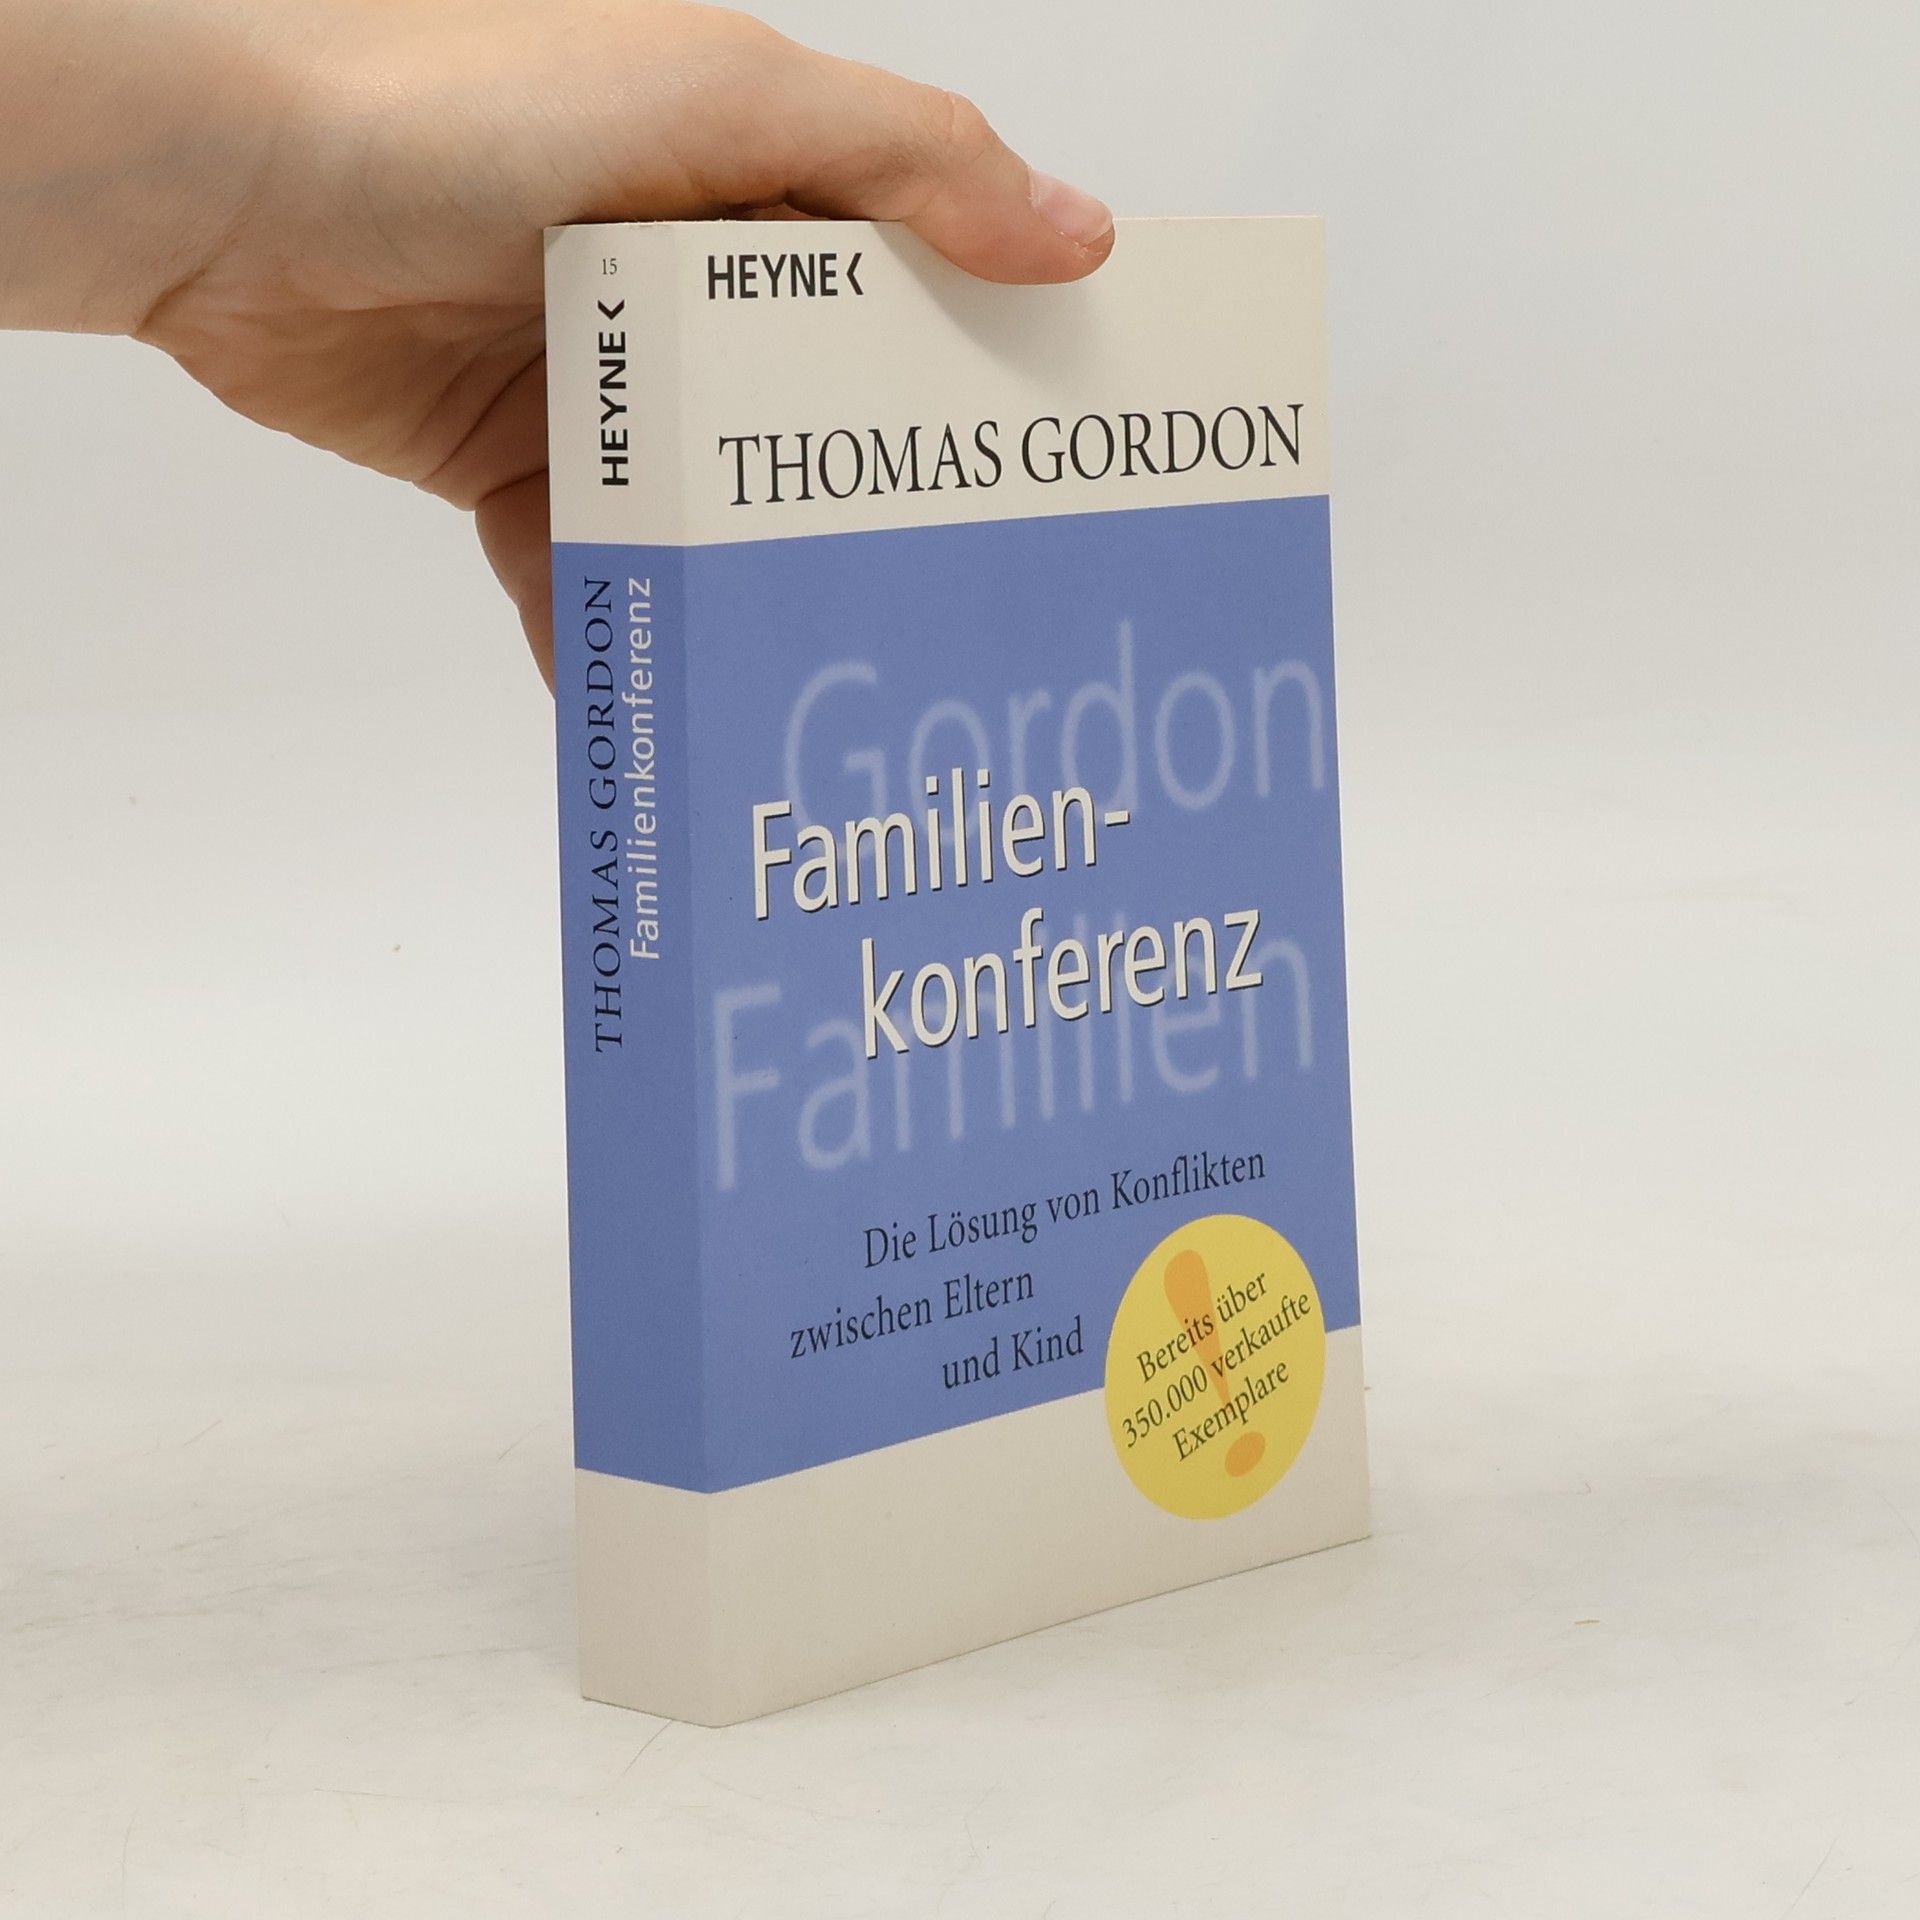 15
HEYNE<
THOMAS GORDON
Familienkonferenz
HEYNE<
THOMAS GORDON
Gordon
Familien-
konferenz
Familien
Die Lösung von Konflikten
zwischen Eltern
und Kind
Bereits über
350.000 verkaufte
Exemplare